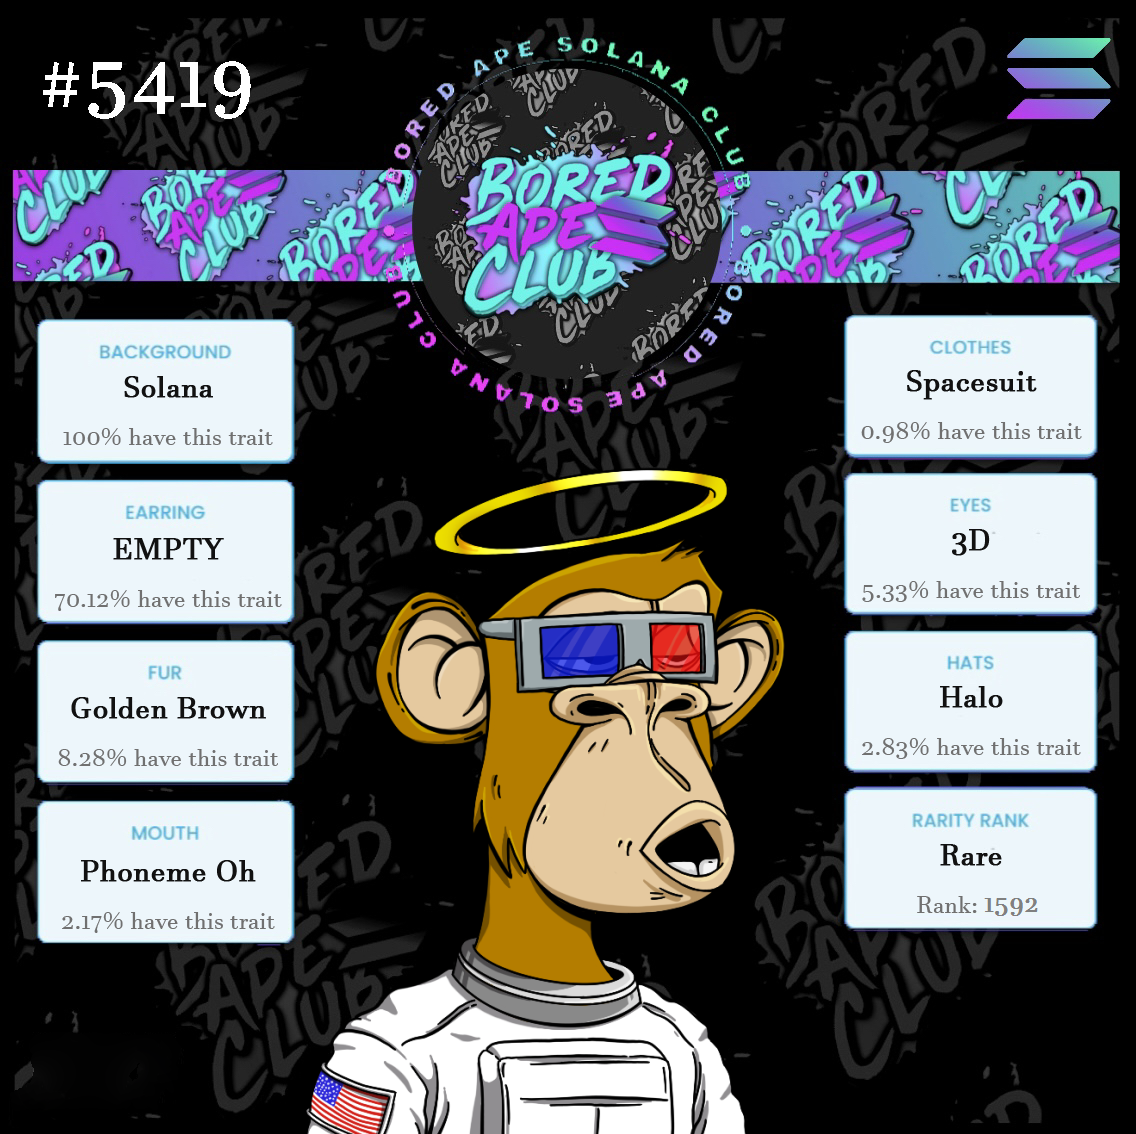 #5419
BORED APE SOLANA CLUB
BORED APE SOLANA CLUB
BORED
APE
CLUB
BACKGROUND
Solana
100% have this trait
EARRING
EMPTY
70.12% have this trait
FUR
Golden Brown
8.28% have this trait
MOUTH
Phoneme Oh
2.17% have this trait
CLOTHES
Spacesuit
0.98% have this trait
EYES
3D
5.33% have this trait
HATS
Halo
2.83% have this trait
RARITY RANK
Rare
Rank: 1592